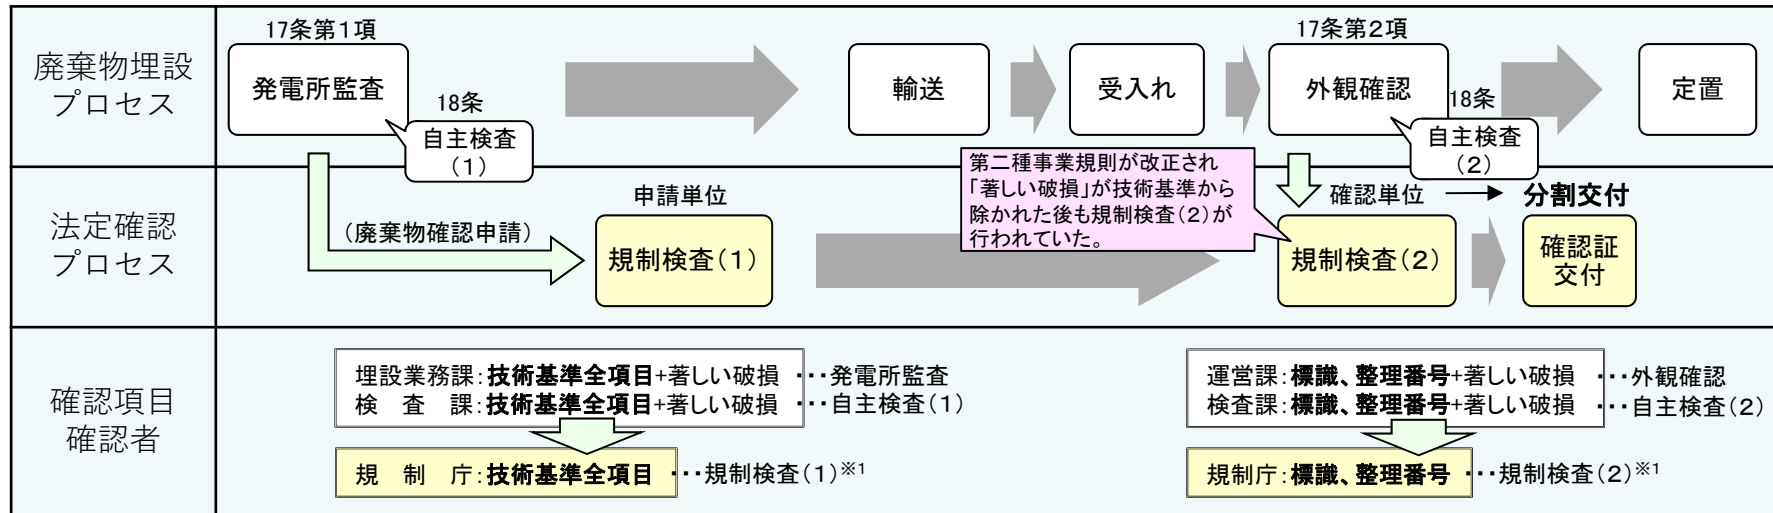 廃棄物埋設
プロセス
17条第1項
発電所監査
18条
自主検査
(1)
輸送
受入れ
17条第2項
外観確認
18条
自主検査
(2)
定置
法定確認
プロセス
(廃棄物確認申請)
申請単位
規制検査(1)
第二種事業規則が改正され
「著しい破損」が技術基準から
除かれた後も規制検査(2)が
行われていた。
確認単位
分割交付
規制検査(2)
確認証
交付
確認項目
確認者
埋設業務課:技術基準全項目+著しい破損 ・・・発電所監査
検 査 課:技術基準全項目+著しい破損 ・・・自主検査(1)
規 制 庁:技術基準全項目 ・・・規制検査(1)※1
運営課:標識、整理番号+著しい破損 ・・・外観確認
検査課:標識、整理番号+著しい破損 ・・・自主検査(2)
規制庁:標識、整理番号 ・・・規制検査(2)※1